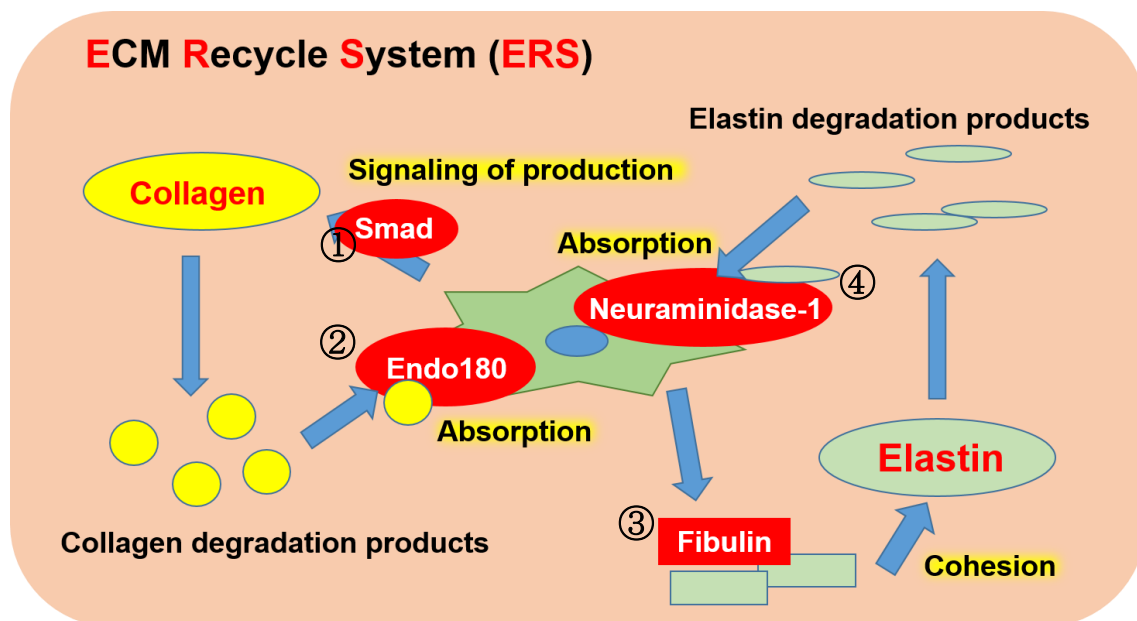 ECM Recycle System (ERS)
Elastin degradation products
Signaling of production
Collagen
Smad
①
Absorption
Neuraminidase-1
④
②
Endo180
Absorption
Elastin
③
Fibulin
Cohesion
Collagen degradation products